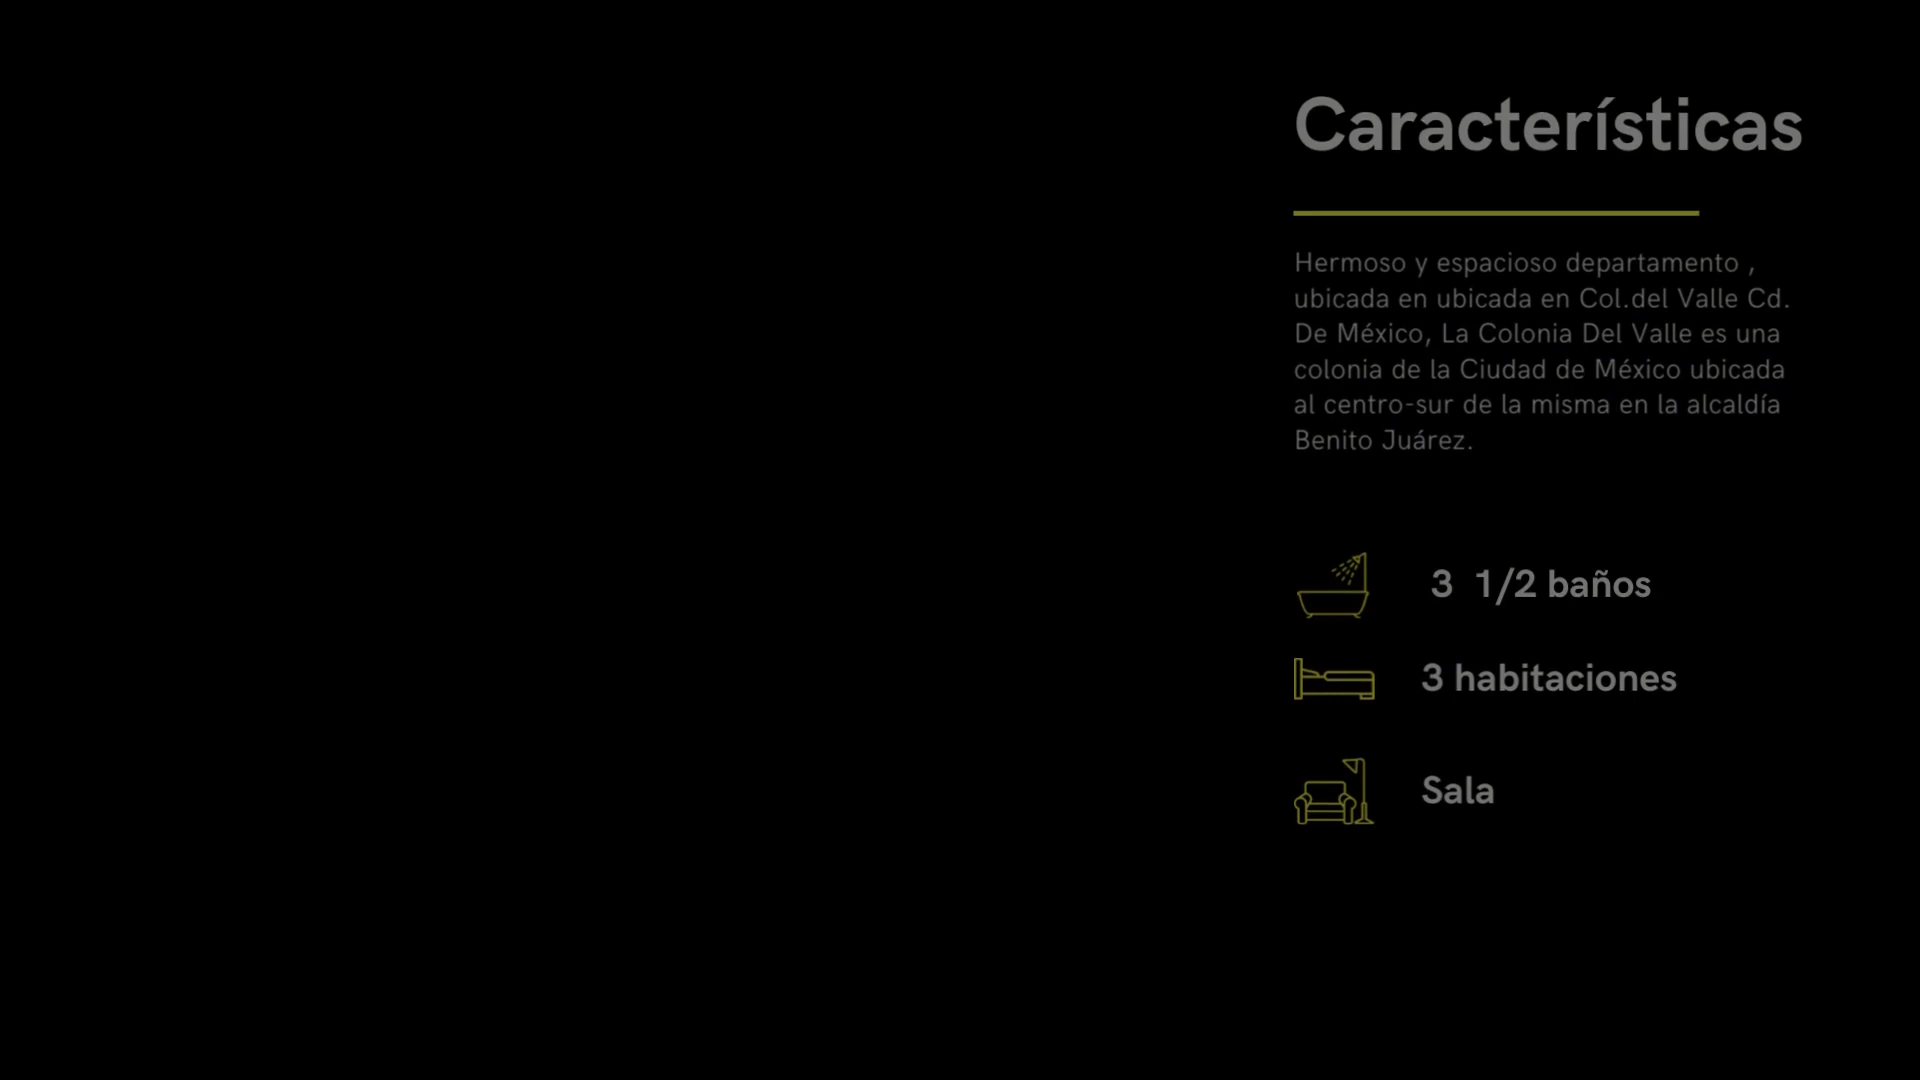 Características
Hermoso y espacioso departamento ,
ubicada en ubicada en Col.del Valle Cd.
De México, La Colonia Del Valle es una
colonia de la Ciudad de México ubicada
al centro-sur de la misma en la alcaldía
Benito Juárez.
3 1/2 baños
3 habitaciones
Sala